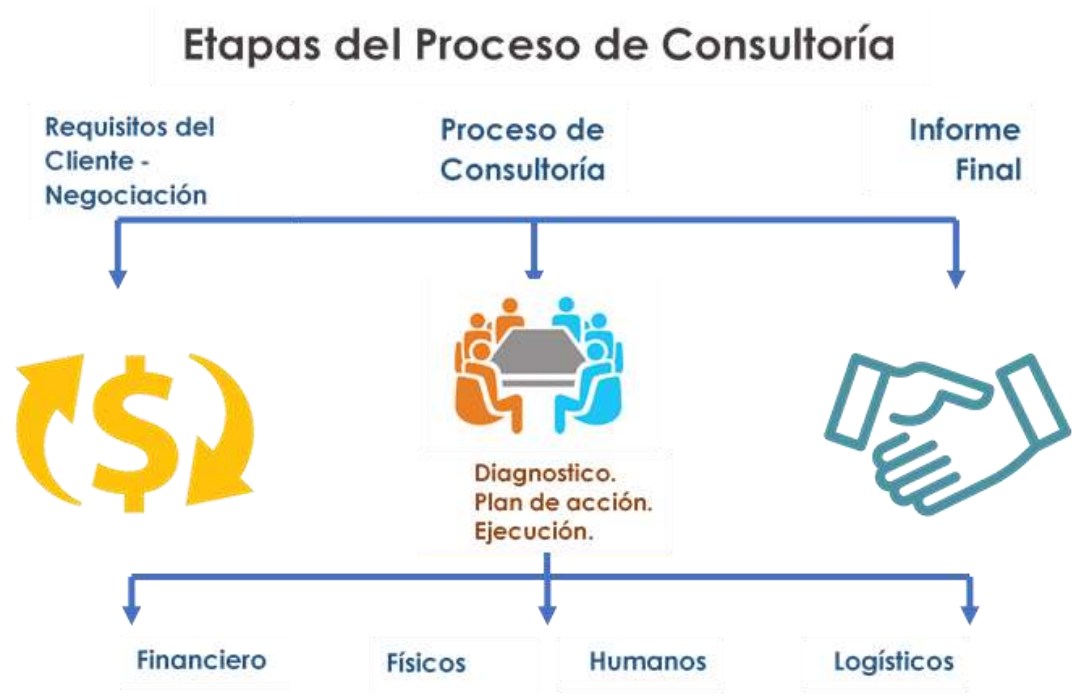 Etapas del Proceso de Consultoría
Requisitos del
Cliente -
Negociación
Proceso de
Consultoría
Informe
Final
Diagnostico.
Plan de acción.
Ejecución.
Financiero
Físicos
Humanos
Logísticos